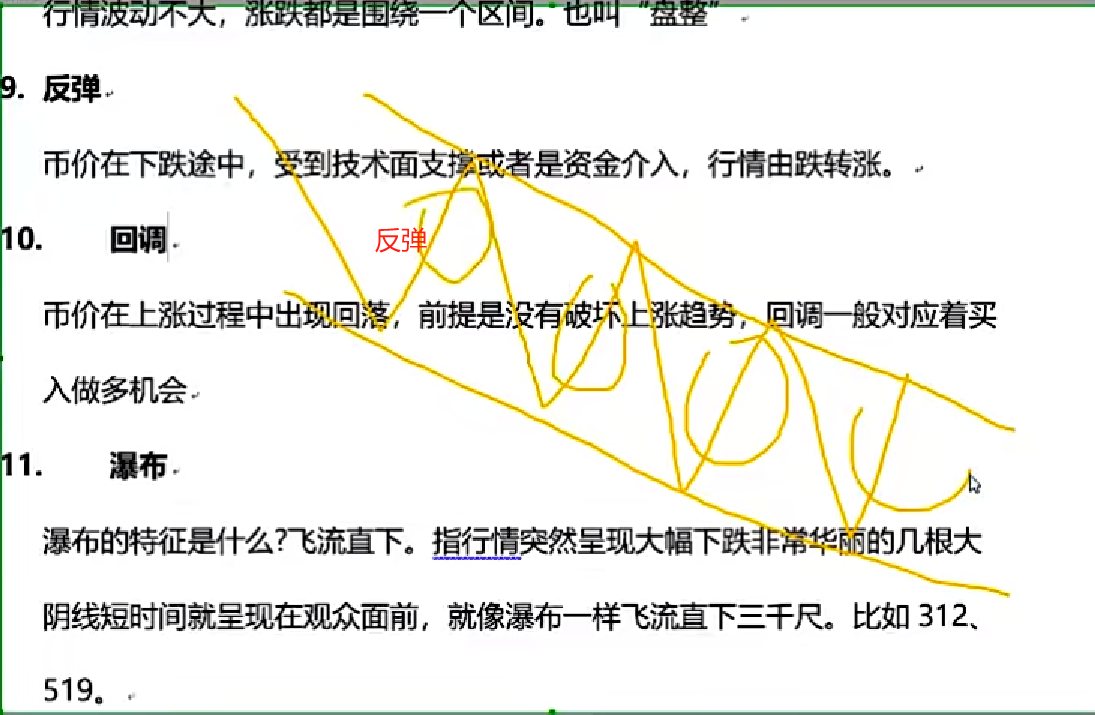 行情波动不大，涨跌都是围绕一个区间。也叫“盘整”
9. 反弹
币价在下跌途中，受到技术面支撑或者是资金介入，行情由跌转涨。
10. 回调
反弹
币价在上涨过程中出现回落，前提是没有破坏上涨趋势，回调一般对应着买
入做多机会
11. 瀑布
瀑布的特征是什么?飞流直下。指行情突然呈现大幅下跌非常华丽的几根大
阴线短时间就呈现在观众面前，就像瀑布一样飞流直下三千尺。比如 312、
519。